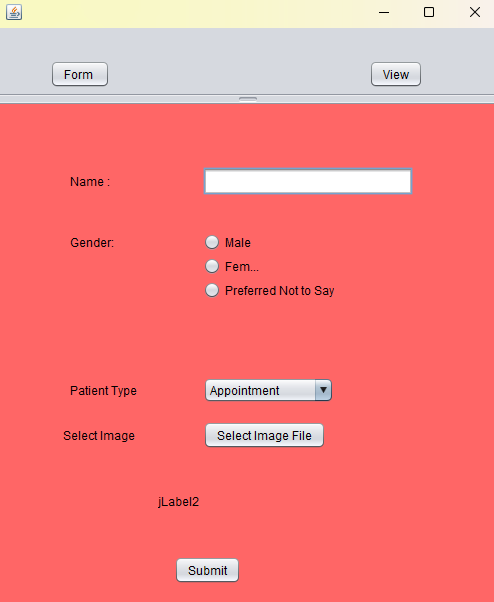 Form View
Name :
Gender: Male
Fem...
Preferred Not to Say
Patient Type Appointment
Select Image Select Image File
jLabel2
Submit